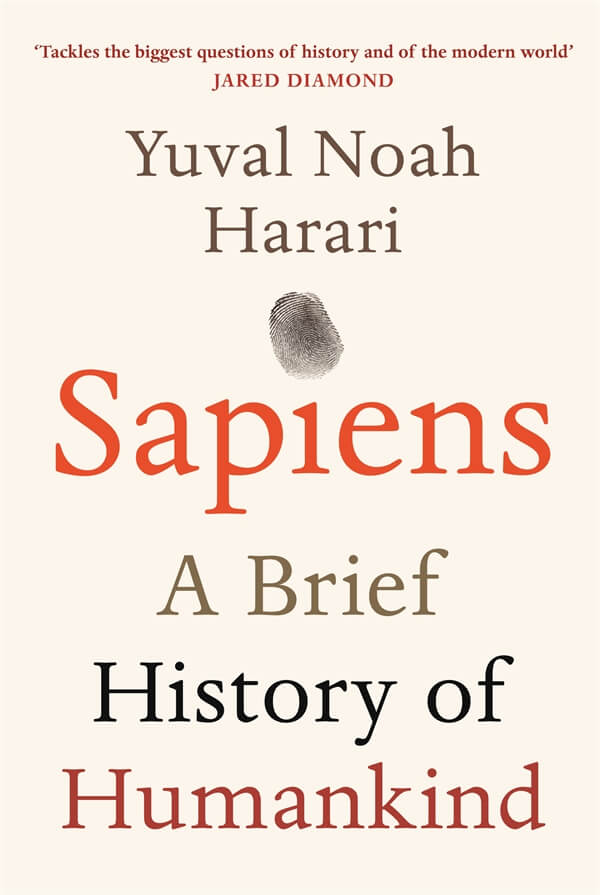 ‘Tackles the biggest questions of history and of the modern world’
JARED DIAMOND
Yuval Noah
Harari
Sapiens
A Brief
History of
Humankind